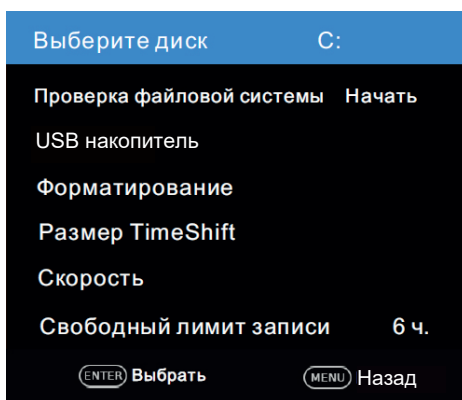 Выберите диск C:
Проверка файловой системы Начать
USB накопитель
Форматирование
Размер TimeShift
Скорость
Свободный лимит записи 6 ч.
ENTER Выбрать MENU Назад